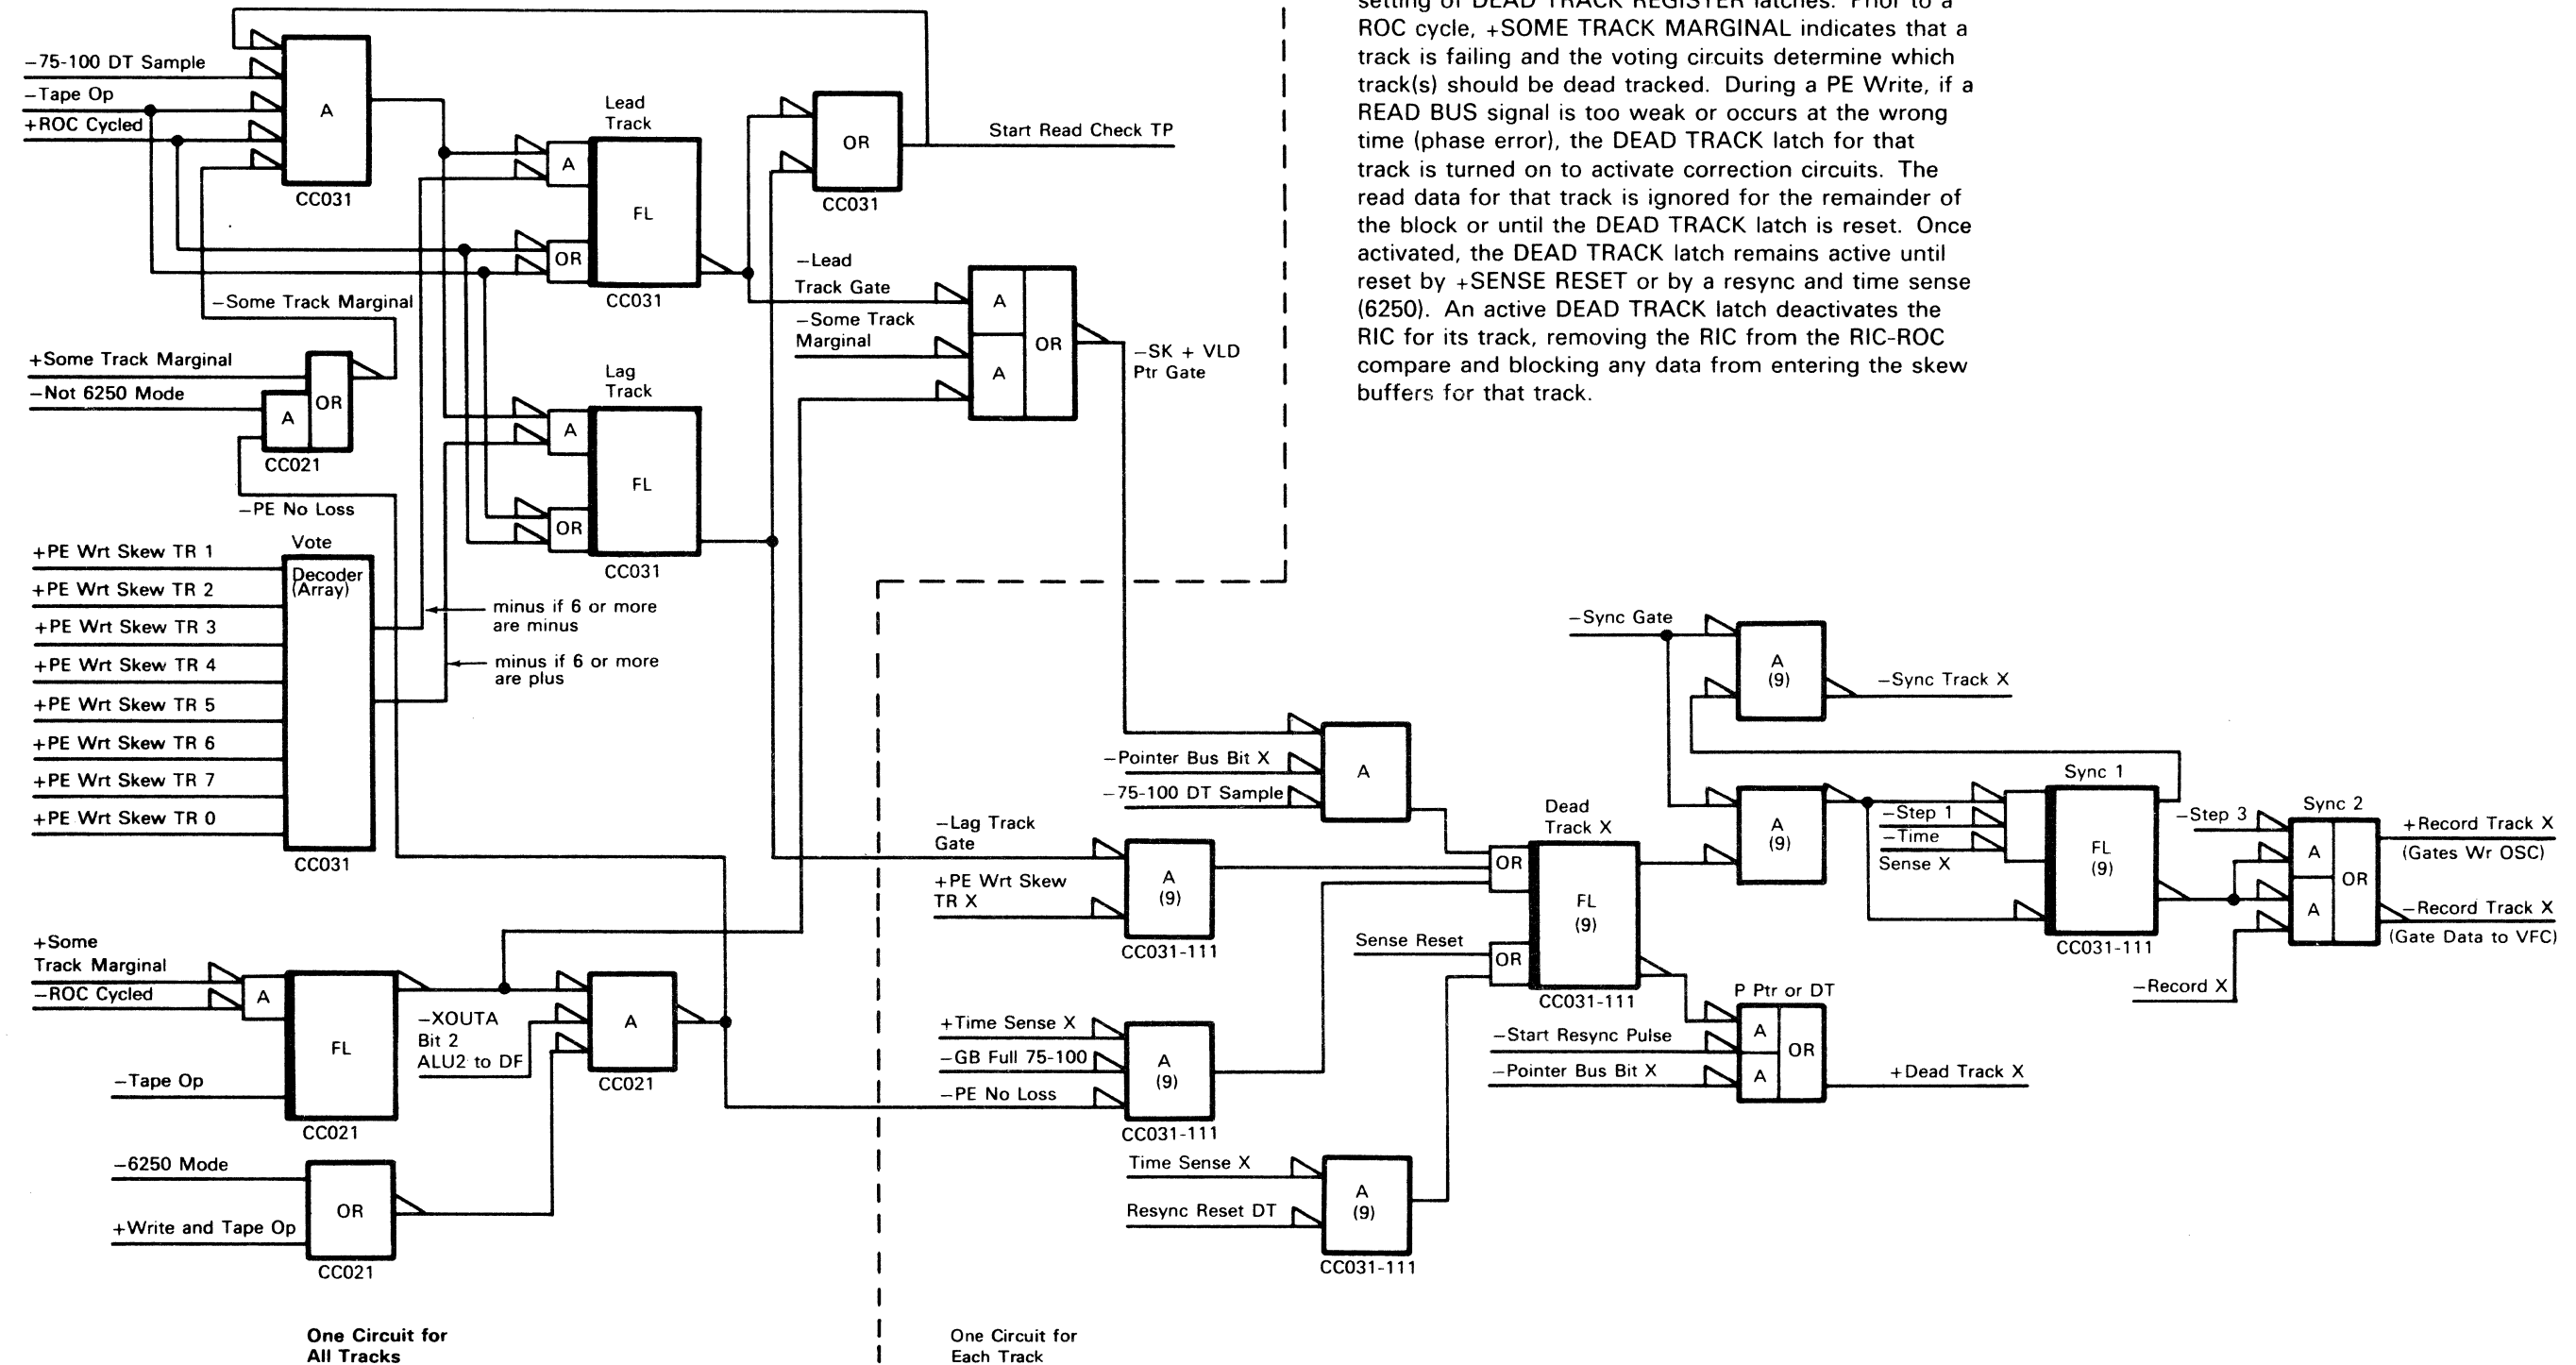 setting of DEAD TRACK REGISTER latches. Prior to a
ROC cycle, +SOME TRACK MARGINAL indicates that a
track is failing and the voting circuits determine which
track(s) should be dead tracked. During a PE Write, if a
READ BUS signal is too weak or occurs at the wrong
time (phase error), the DEAD TRACK latch for that
track is turned on to activate correction circuits. The
read data for that track is ignored for the remainder of
the block or until the DEAD TRACK latch is reset. Once
activated, the DEAD TRACK latch remains active until
reset by +SENSE RESET or by a resync and time sense
(6250). An active DEAD TRACK latch deactivates the
RIC for its track, removing the RIC from the RIC-ROC
compare and blocking any data from entering the skew
buffers for that track.
−75-100 DT Sample
−Tape Op
+ROC Cycled
A
CC031
Lead
Track
A
FL
OR
CC031
OR
CC031
Start Read Check TP
−Some Track Marginal
+Some Track Marginal
−Not 6250 Mode
A
OR
CC021
−PE No Loss
Lag
Track
A
FL
OR
CC031
−Lead
Track Gate
−Some Track
Marginal
A
A
OR
−SK + VLD
Ptr Gate
+PE Wrt Skew TR 1
+PE Wrt Skew TR 2
+PE Wrt Skew TR 3
+PE Wrt Skew TR 4
+PE Wrt Skew TR 5
+PE Wrt Skew TR 6
+PE Wrt Skew TR 7
+PE Wrt Skew TR 0
Vote
Decoder
(Array)
CC031
minus if 6 or more
are minus
minus if 6 or more
are plus
+Some
Track Marginal
−ROC Cycled
A
FL
−Tape Op
CC021
−XOUTA
Bit 2
ALU2 to DF
A
CC021
−6250 Mode
+Write and Tape Op
OR
CC021
One Circuit for
All Tracks
−Pointer Bus Bit X
−75-100 DT Sample
A
−Lag Track
Gate
+PE Wrt Skew
TR X
A
(9)
CC031-111
+Time Sense X
−GB Full 75-100
−PE No Loss
A
(9)
CC031-111
Time Sense X
Resync Reset DT
A
(9)
CC031-111
Sense Reset
Dead
Track X
OR
OR
FL
(9)
CC031-111
−Sync Gate
A
(9)
−Sync Track X
A
(9)
−Step 1
−Time
Sense X
Sync 1
FL
(9)
CC031-111
−Step 3
Sync 2
A
A
OR
−Record X
+Record Track X
(Gates Wr OSC)
−Record Track X
(Gate Data to VFC)
P Ptr or DT
−Start Resync Pulse
−Pointer Bus Bit X
A
A
OR
+Dead Track X
One Circuit for
Each Track